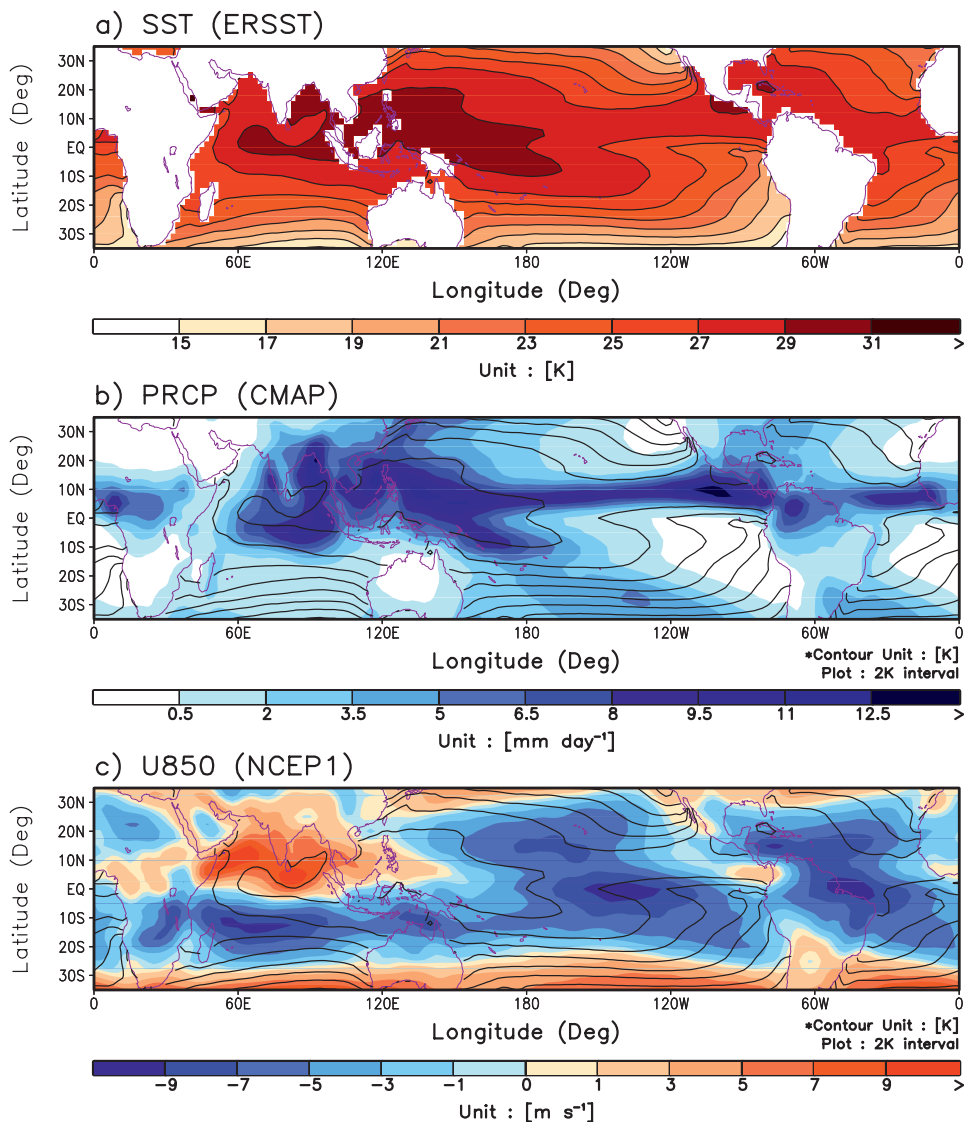 a) SST (ERSST)
Latitude (Deg)
30N
20N
10N
EQ
10S
20S
30S
0 60E 120E 180 120W 60W 0
Longitude (Deg)
15 17 19 21 23 25 27 29 31 >
Unit : [K]
b) PRCP (CMAP)
Latitude (Deg)
30N
20N
10N
EQ
10S
20S
30S
0 60E 120E 180 120W 60W 0
Longitude (Deg)
*Contour Unit : [K]
Plot : 2K interval
0.5 2 3.5 5 6.5 8 9.5 11 12.5 >
Unit : [mm day⁻¹]
c) U850 (NCEP1)
Latitude (Deg)
30N
20N
10N
EQ
10S
20S
30S
0 60E 120E 180 120W 60W 0
Longitude (Deg)
*Contour Unit : [K]
Plot : 2K interval
−9 −7 −5 −3 −1 0 1 3 5 7 9 >
Unit : [m s⁻¹]